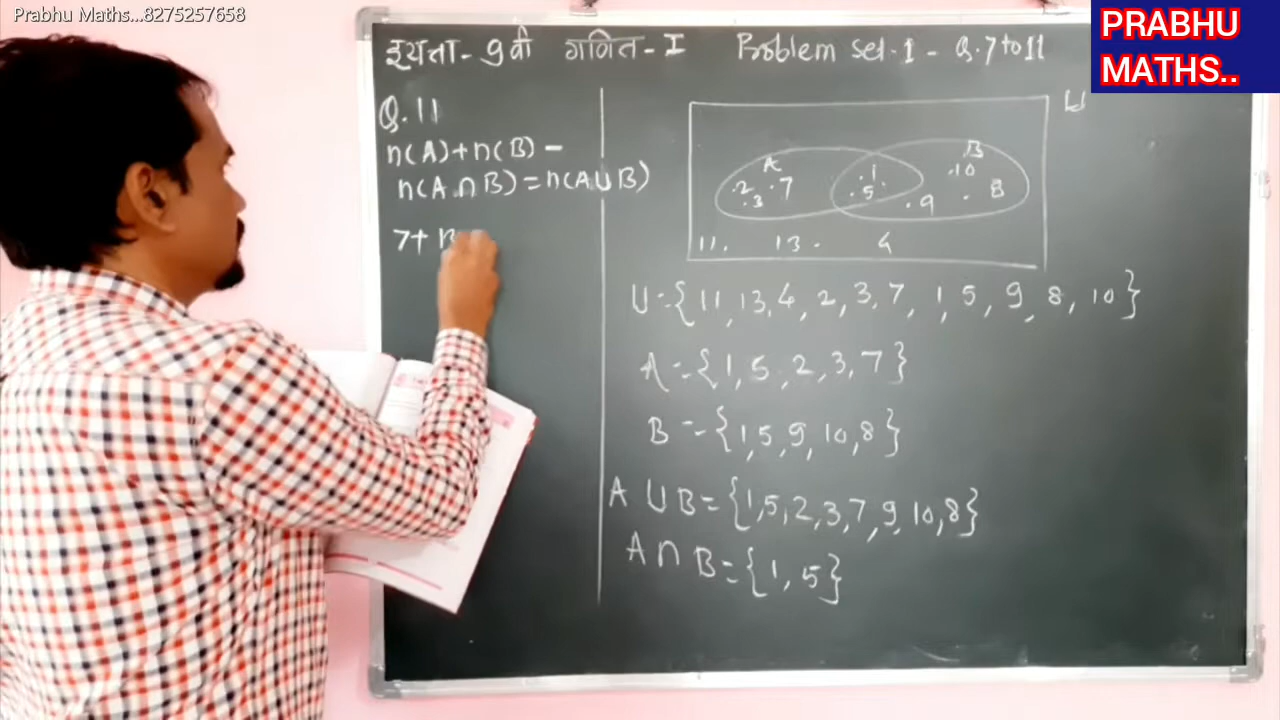 Prabhu Maths...8275257658
PRABHU
MATHS..
इयत्ता - 9वी गणित - I Problem Set - I - Q. 7 to 11
Q. 11
n(A) + n(B) -
n(A ∩ B) = n(A ∪ B)
7 +
U
A
B
.2
.3
.7
.1
.5
.10
.9
.8
11.
13.
4
U = {11, 13, 4, 2, 3, 7, 1, 5, 9, 8, 10}
A = {1, 5, 2, 3, 7}
B = {1, 5, 9, 10, 8}
A ∪ B = {1, 5, 2, 3, 7, 9, 10, 8}
A ∩ B = {1, 5}